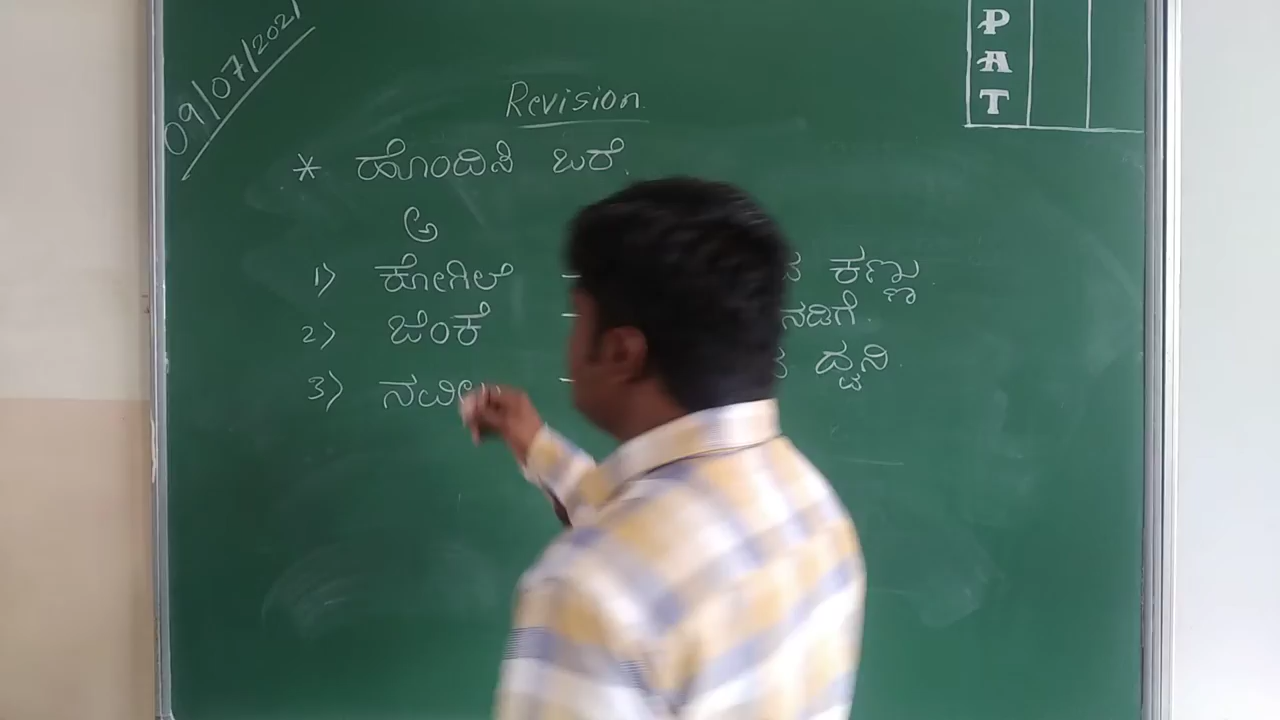 09/07/2021
P
A
T
Revision
* ಹೊಂದಿಸಿ ಬರೆ.
ಅ
1) ಕೋಗಿಲೆ - ಕಣ್ಣು
2) ಜಿಂಕೆ - ನಡಿಗೆ.
3) ನವಿಲು - ಧ್ವನಿ.